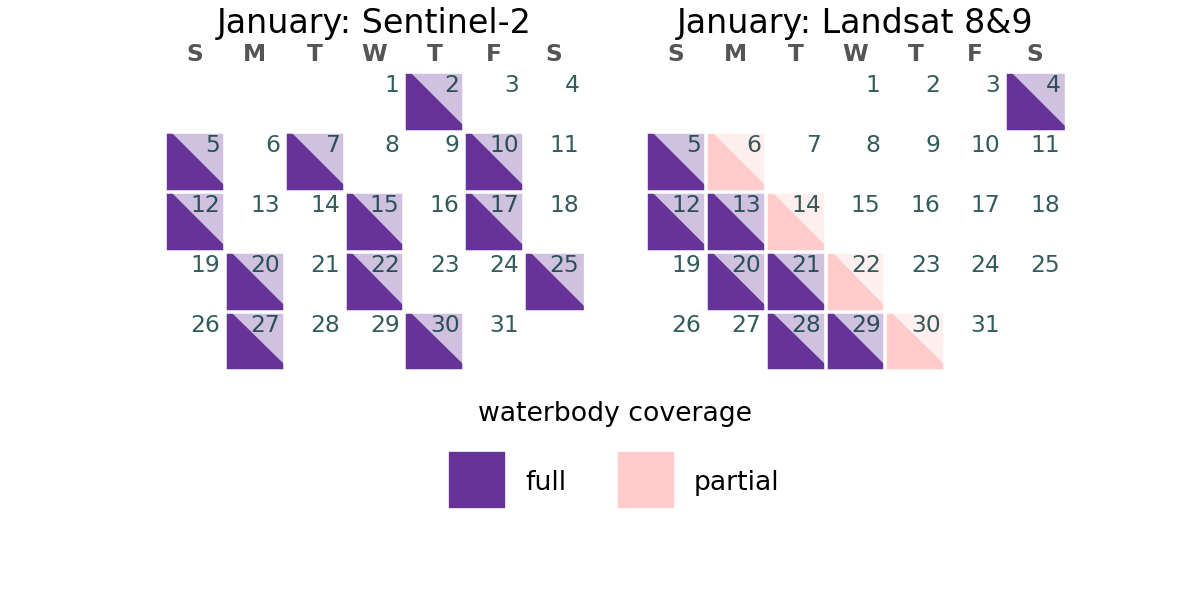 January: Sentinel-2
S M T W T F S
1 2 3 4
5 6 7 8 9 10 11
12 13 14 15 16 17 18
19 20 21 22 23 24 25
26 27 28 29 30 31
January: Landsat 8&9
S M T W T F S
1 2 3 4
5 6 7 8 9 10 11
12 13 14 15 16 17 18
19 20 21 22 23 24 25
26 27 28 29 30 31
waterbody coverage
full
partial